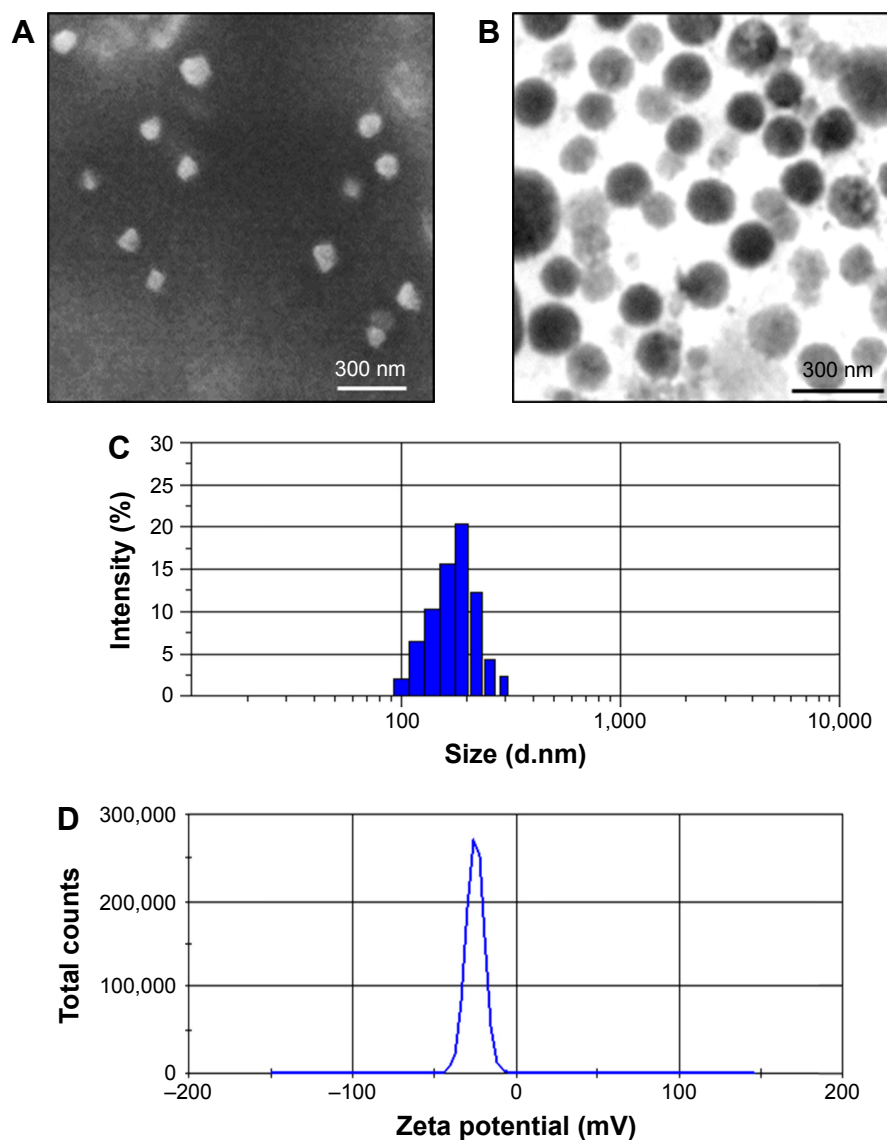 A
300 nm
B
300 nm
C
30
25
20
15
10
5
0
Intensity (%)
100
1,000
10,000
Size (d.nm)
D
300,000
200,000
100,000
0
Total counts
–200
–100
0
100
200
Zeta potential (mV)